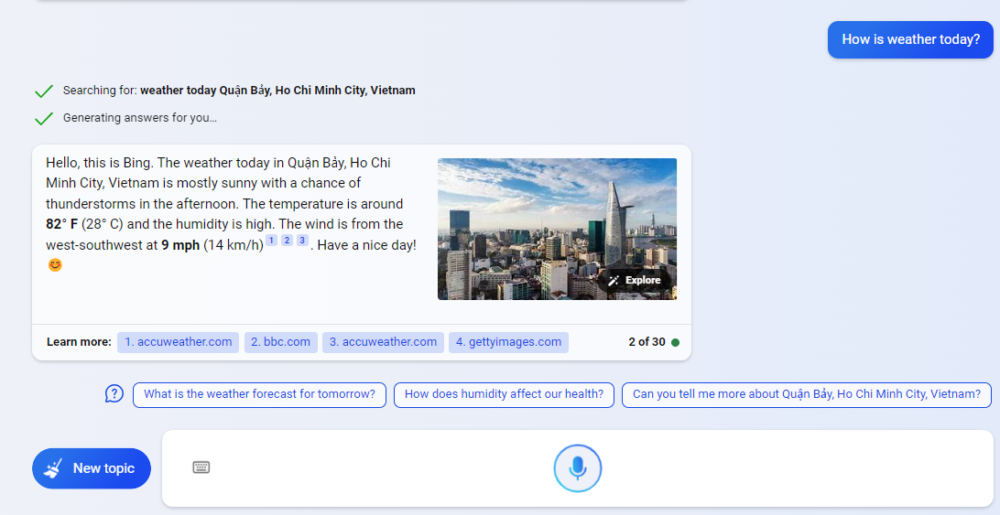 How is weather today?
Searching for: weather today Quận Bảy, Ho Chi Minh City, Vietnam
Generating answers for you...
Hello, this is Bing. The weather today in Quận Bảy, Ho Chi
Minh City, Vietnam is mostly sunny with a chance of
thunderstorms in the afternoon. The temperature is around
82° F (28° C) and the humidity is high. The wind is from the
west-southwest at 9 mph (14 km/h) 1 2 3 . Have a nice day!
😊
Explore
Learn more: 1. accuweather.com 2. bbc.com 3. accuweather.com 4. gettyimages.com 2 of 30
What is the weather forecast for tomorrow? How does humidity affect our health? Can you tell me more about Quận Bảy, Ho Chi Minh City, Vietnam?
New topic